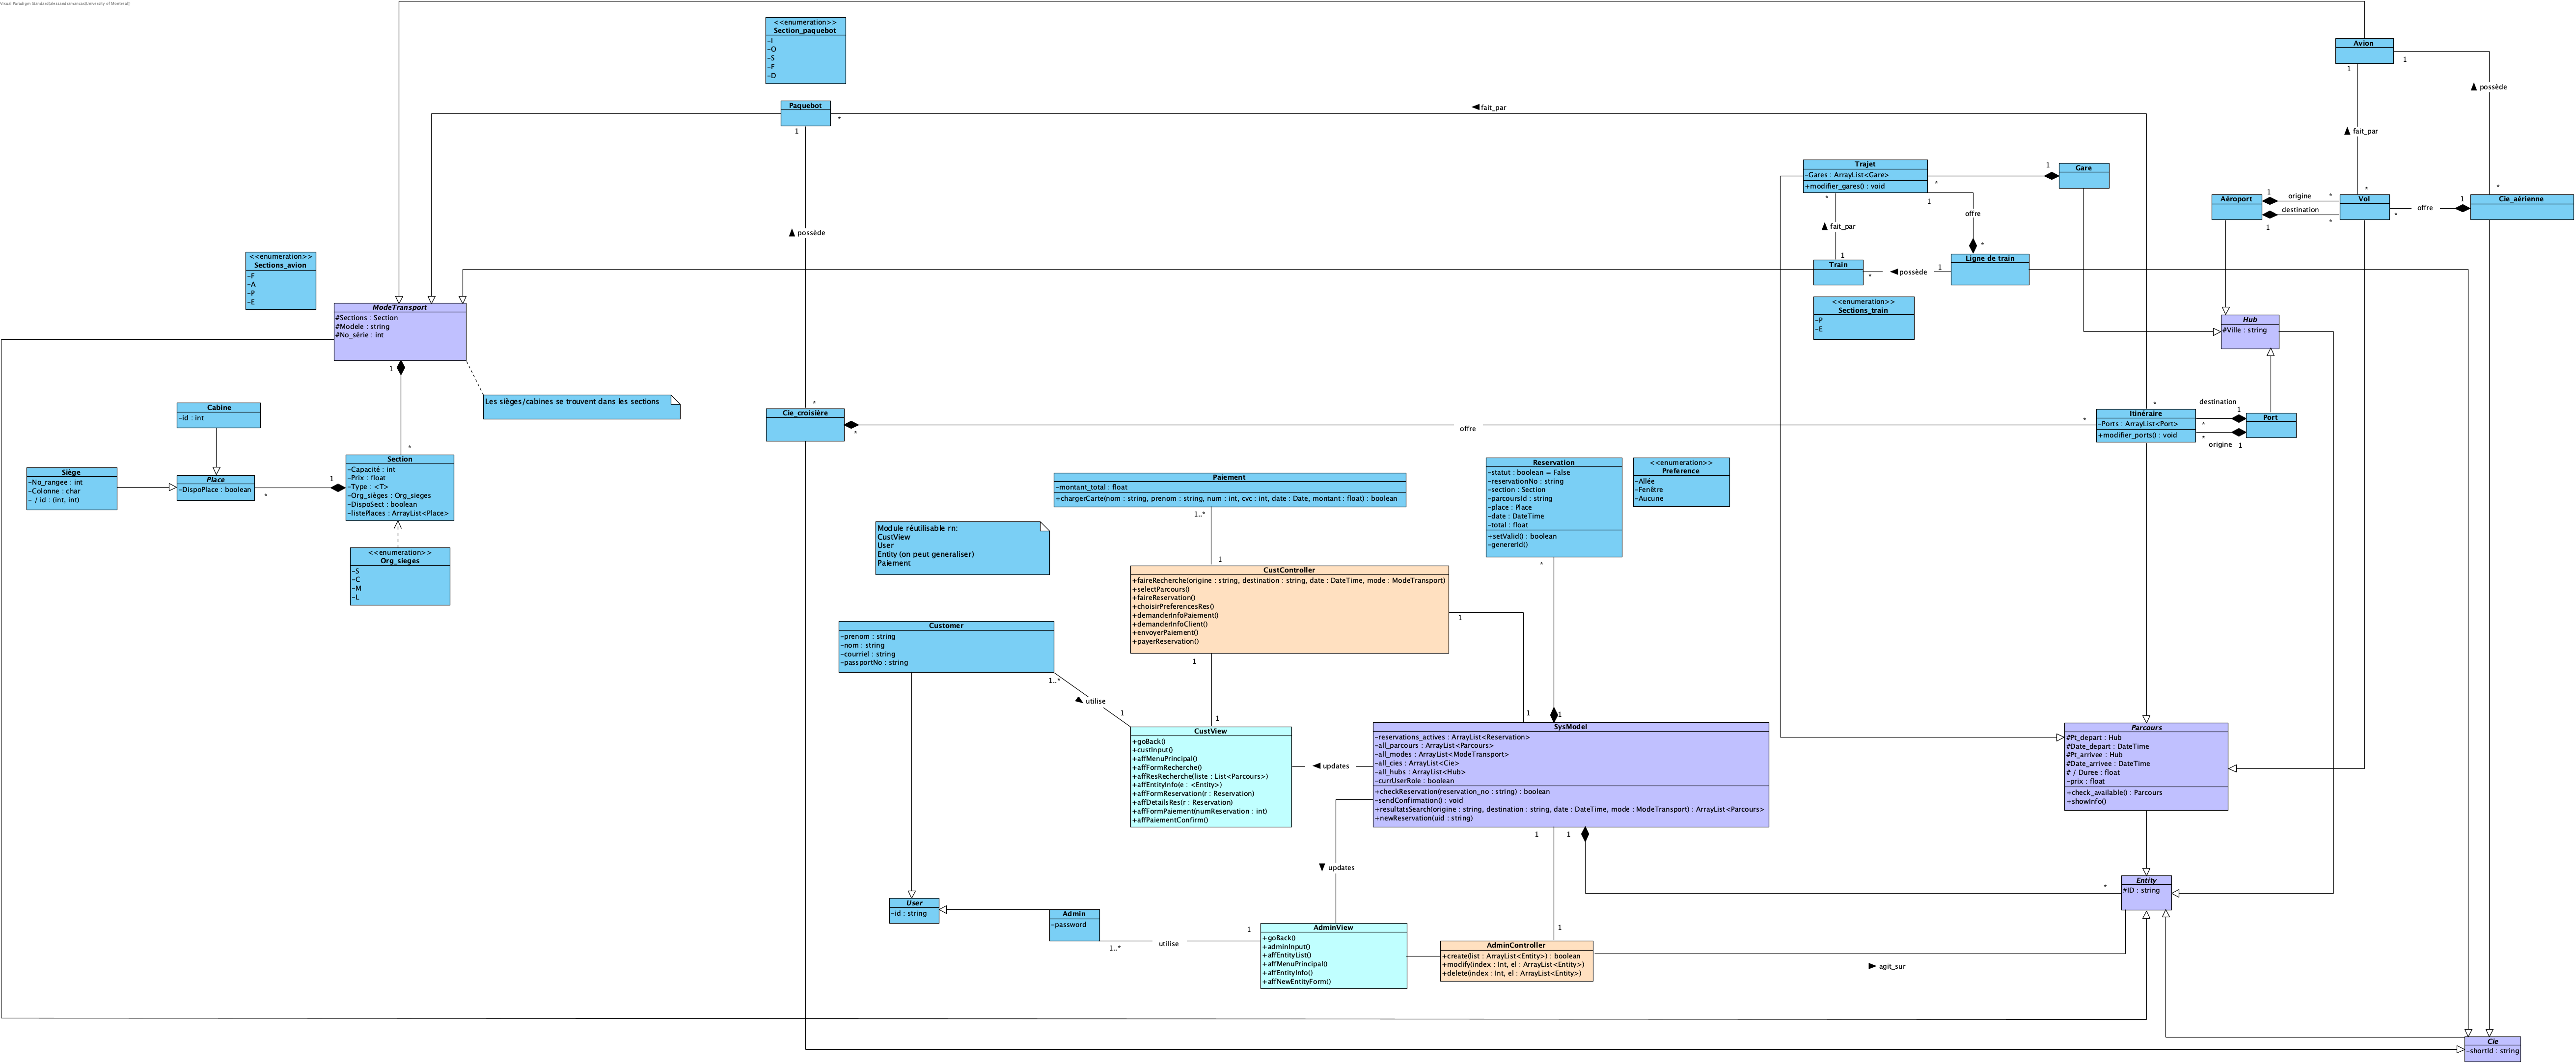 Visual Paradigm Standard(alessandramancas(University of Montreal))
<<enumeration>>
Section_paquebot
-I
-O
-S
-F
-D
Avion
1
1
possède
Paquebot
1
*
fait_par
fait_par
Trajet
-Gares : ArrayList<Gare>
+modifier_gares() : void
1
Gare
*
*
1
offre
fait_par
*
1
Train
*
possède
1
Ligne de train
<<enumeration>>
Sections_train
-P
-E
Aéroport
1
origine
*
destination
1
*
Vol
*
*
offre
1
*
Cie_aérienne
possède
<<enumeration>>
Sections_avion
-F
-A
-P
-E
ModeTransport
#Sections : Section
#Modele : string
#No_série : int
1
*
Les sièges/cabines se trouvent dans les sections
Hub
#Ville : string
Cabine
-id : int
Siège
-No_rangee : int
-Colonne : char
- / id : (int, int)
Place
-DispoPlace : boolean
*
1
Section
-Capacité : int
-Prix : float
-Type : <T>
-Org_sièges : Org_sieges
-DispoSect : boolean
-listePlaces : ArrayList<Place>
<<enumeration>>
Org_sieges
-S
-C
-M
-L
*
Cie_croisière
*
offre
*
*
Itinéraire
-Ports : ArrayList<Port>
+modifier_ports() : void
destination
1
*
*
origine
1
Port
Paiement
-montant_total : float
+chargerCarte(nom : string, prenom : string, num : int, cvc : int, date : Date, montant : float) : boolean
1..*
1
Reservation
-statut : boolean = False
-reservationNo : string
-section : Section
-parcoursId : string
-place : Place
-date : DateTime
-total : float
+setValid() : boolean
-genererId()
*
<<enumeration>>
Preference
-Allée
-Fenêtre
-Aucune
Module réutilisable rn:
CustView
User
Entity (on peut generaliser)
Paiement
CustController
+faireRecherche(origine : string, destination : string, date : DateTime, mode : ModeTransport)
+selectParcours()
+faireReservation()
+choisirPreferencesRes()
+demanderInfoPaiement()
+demanderInfoClient()
+envoyerPaiement()
+payerReservation()
1
1
Customer
-prenom : string
-nom : string
-courriel : string
-passportNo : string
1..*
utilise
1
1
CustView
+goBack()
+custInput()
+affMenuPrincipal()
+affFormRecherche()
+affResRecherche(liste : List<Parcours>)
+affEntityInfo(e : <Entity>)
+affFormReservation(r : Reservation)
+affDetailsRes(r : Reservation)
+affFormPaiement(numReservation : int)
+affPaiementConfirm()
updates
1
1
SysModel
-reservations_actives : ArrayList<Reservation>
-all_parcours : ArrayList<Parcours>
-all_modes : ArrayList<ModeTransport>
-all_cies : ArrayList<Cie>
-all_hubs : ArrayList<Hub>
-currUserRole : boolean
+checkReservation(reservation_no : string) : boolean
-sendConfirmation() : void
+resultatsSearch(origine : string, destination : string, date : DateTime, mode : ModeTransport) : ArrayList<Parcours>
+newReservation(uid : string)
1
1
updates
Parcours
#Pt_depart : Hub
#Date_depart : DateTime
#Pt_arrivee : Hub
#Date_arrivee : DateTime
# / Duree : float
-prix : float
+check_available() : Parcours
+showInfo()
*
Entity
#ID : string
User
-id : string
Admin
-password
1..*
utilise
1
AdminView
+goBack()
+adminInput()
+affEntityList()
+affMenuPrincipal()
+affEntityInfo()
+affNewEntityForm()
1
AdminController
+create(list : ArrayList<Entity>) : boolean
+modify(index : Int, el : ArrayList<Entity>)
+delete(index : Int, el : ArrayList<Entity>)
agit_sur
Cie
-shortId : string